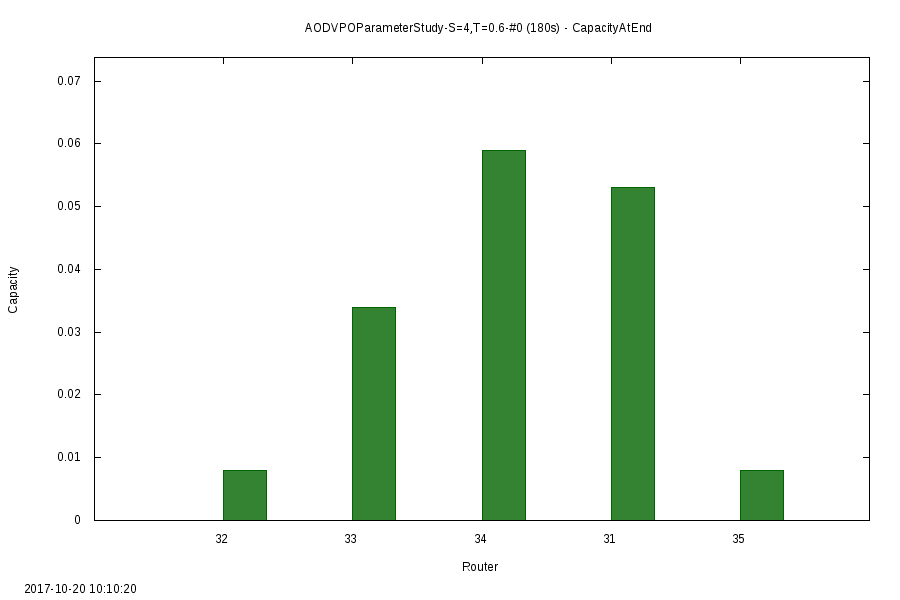 AODVPOParameterStudy-S=4,T=0.6-#0 (180s) - CapacityAtEnd
0.07
0.06
0.05
0.04
0.03
0.02
0.01
0
Capacity
32 33 34 31 35
Router
2017-10-20 10:10:20